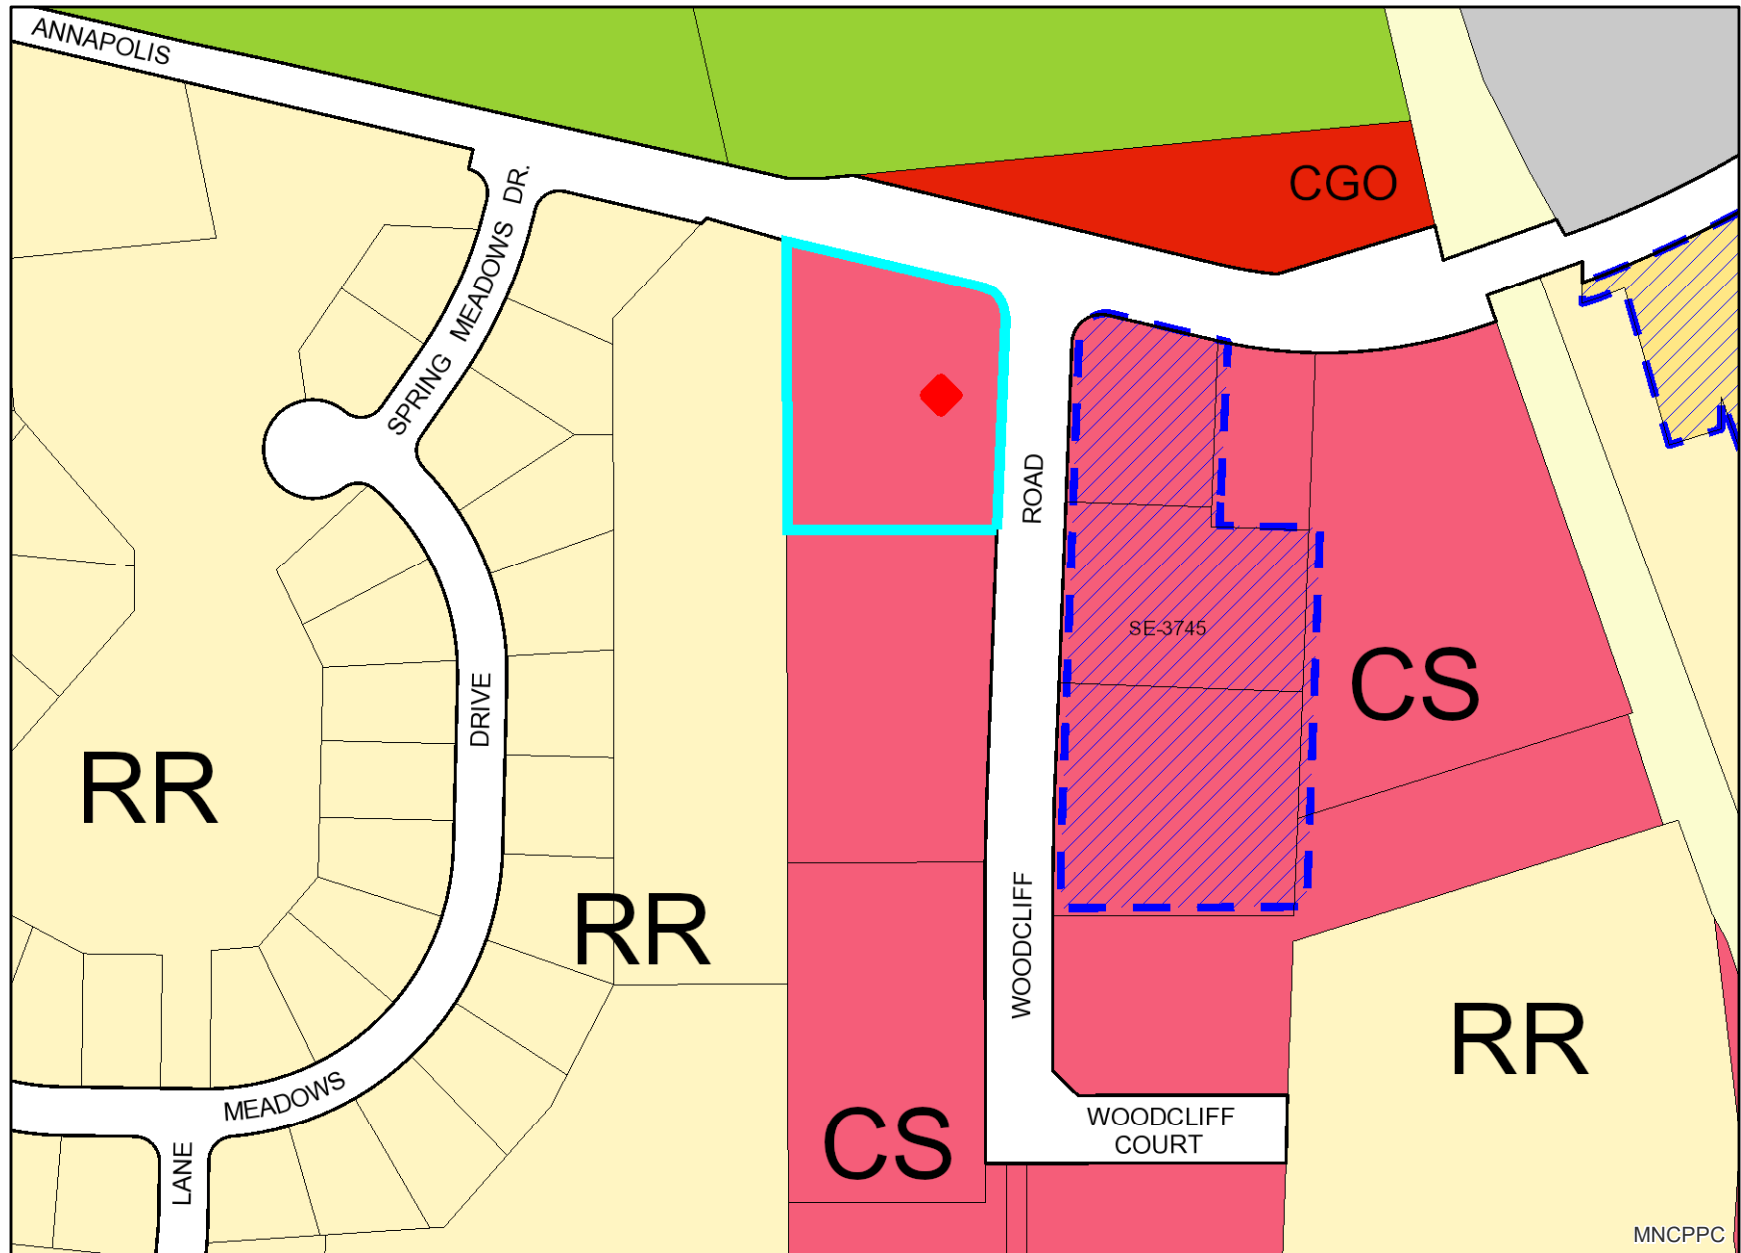 ANNAPOLIS
CGO
SPRING MEADOWS DR.
ROAD
SE-3745
CS
DRIVE
RR
RR
WOODCLIFF
RR
MEADOWS
CS
WOODCLIFF
COURT
LANE
MNCPPC